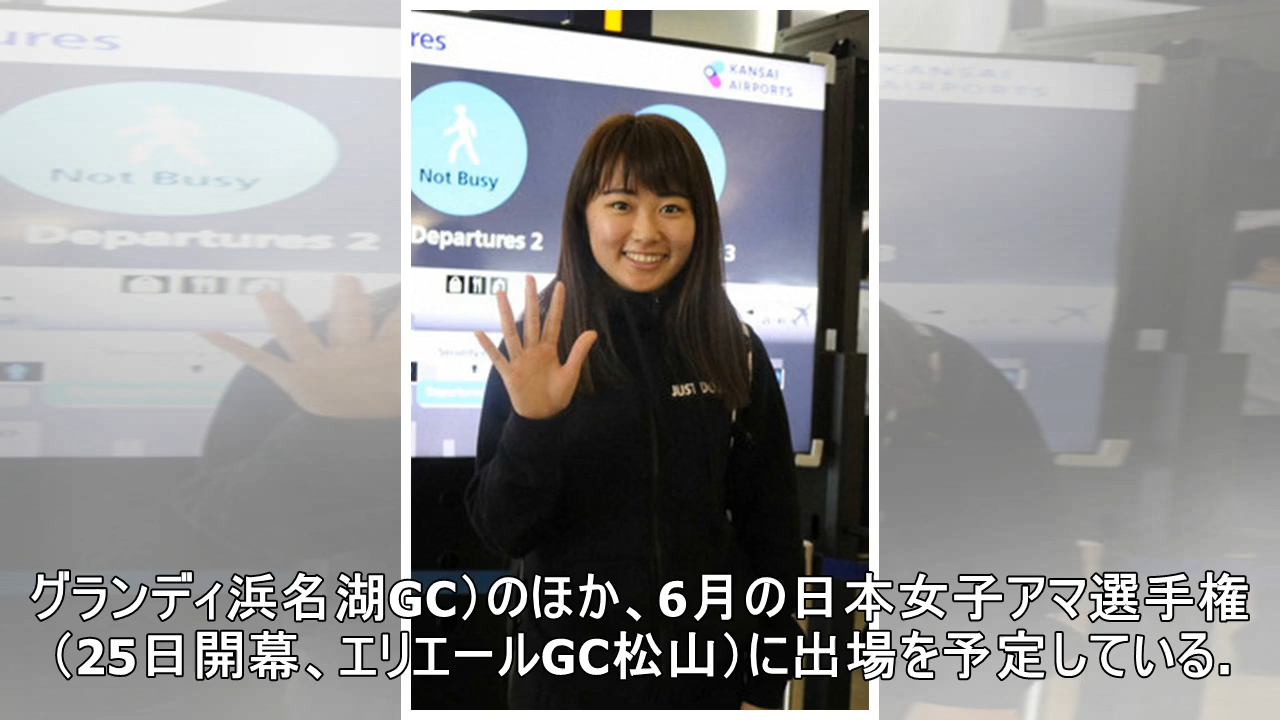 res
KANSAI
AIRPORTS
Not Busy
Departures 2
3
JUST DO
グランディ浜名湖GC)のほか、6月の日本女子アマ選手権
(25日開幕、エリエールGC松山)に出場を予定している.